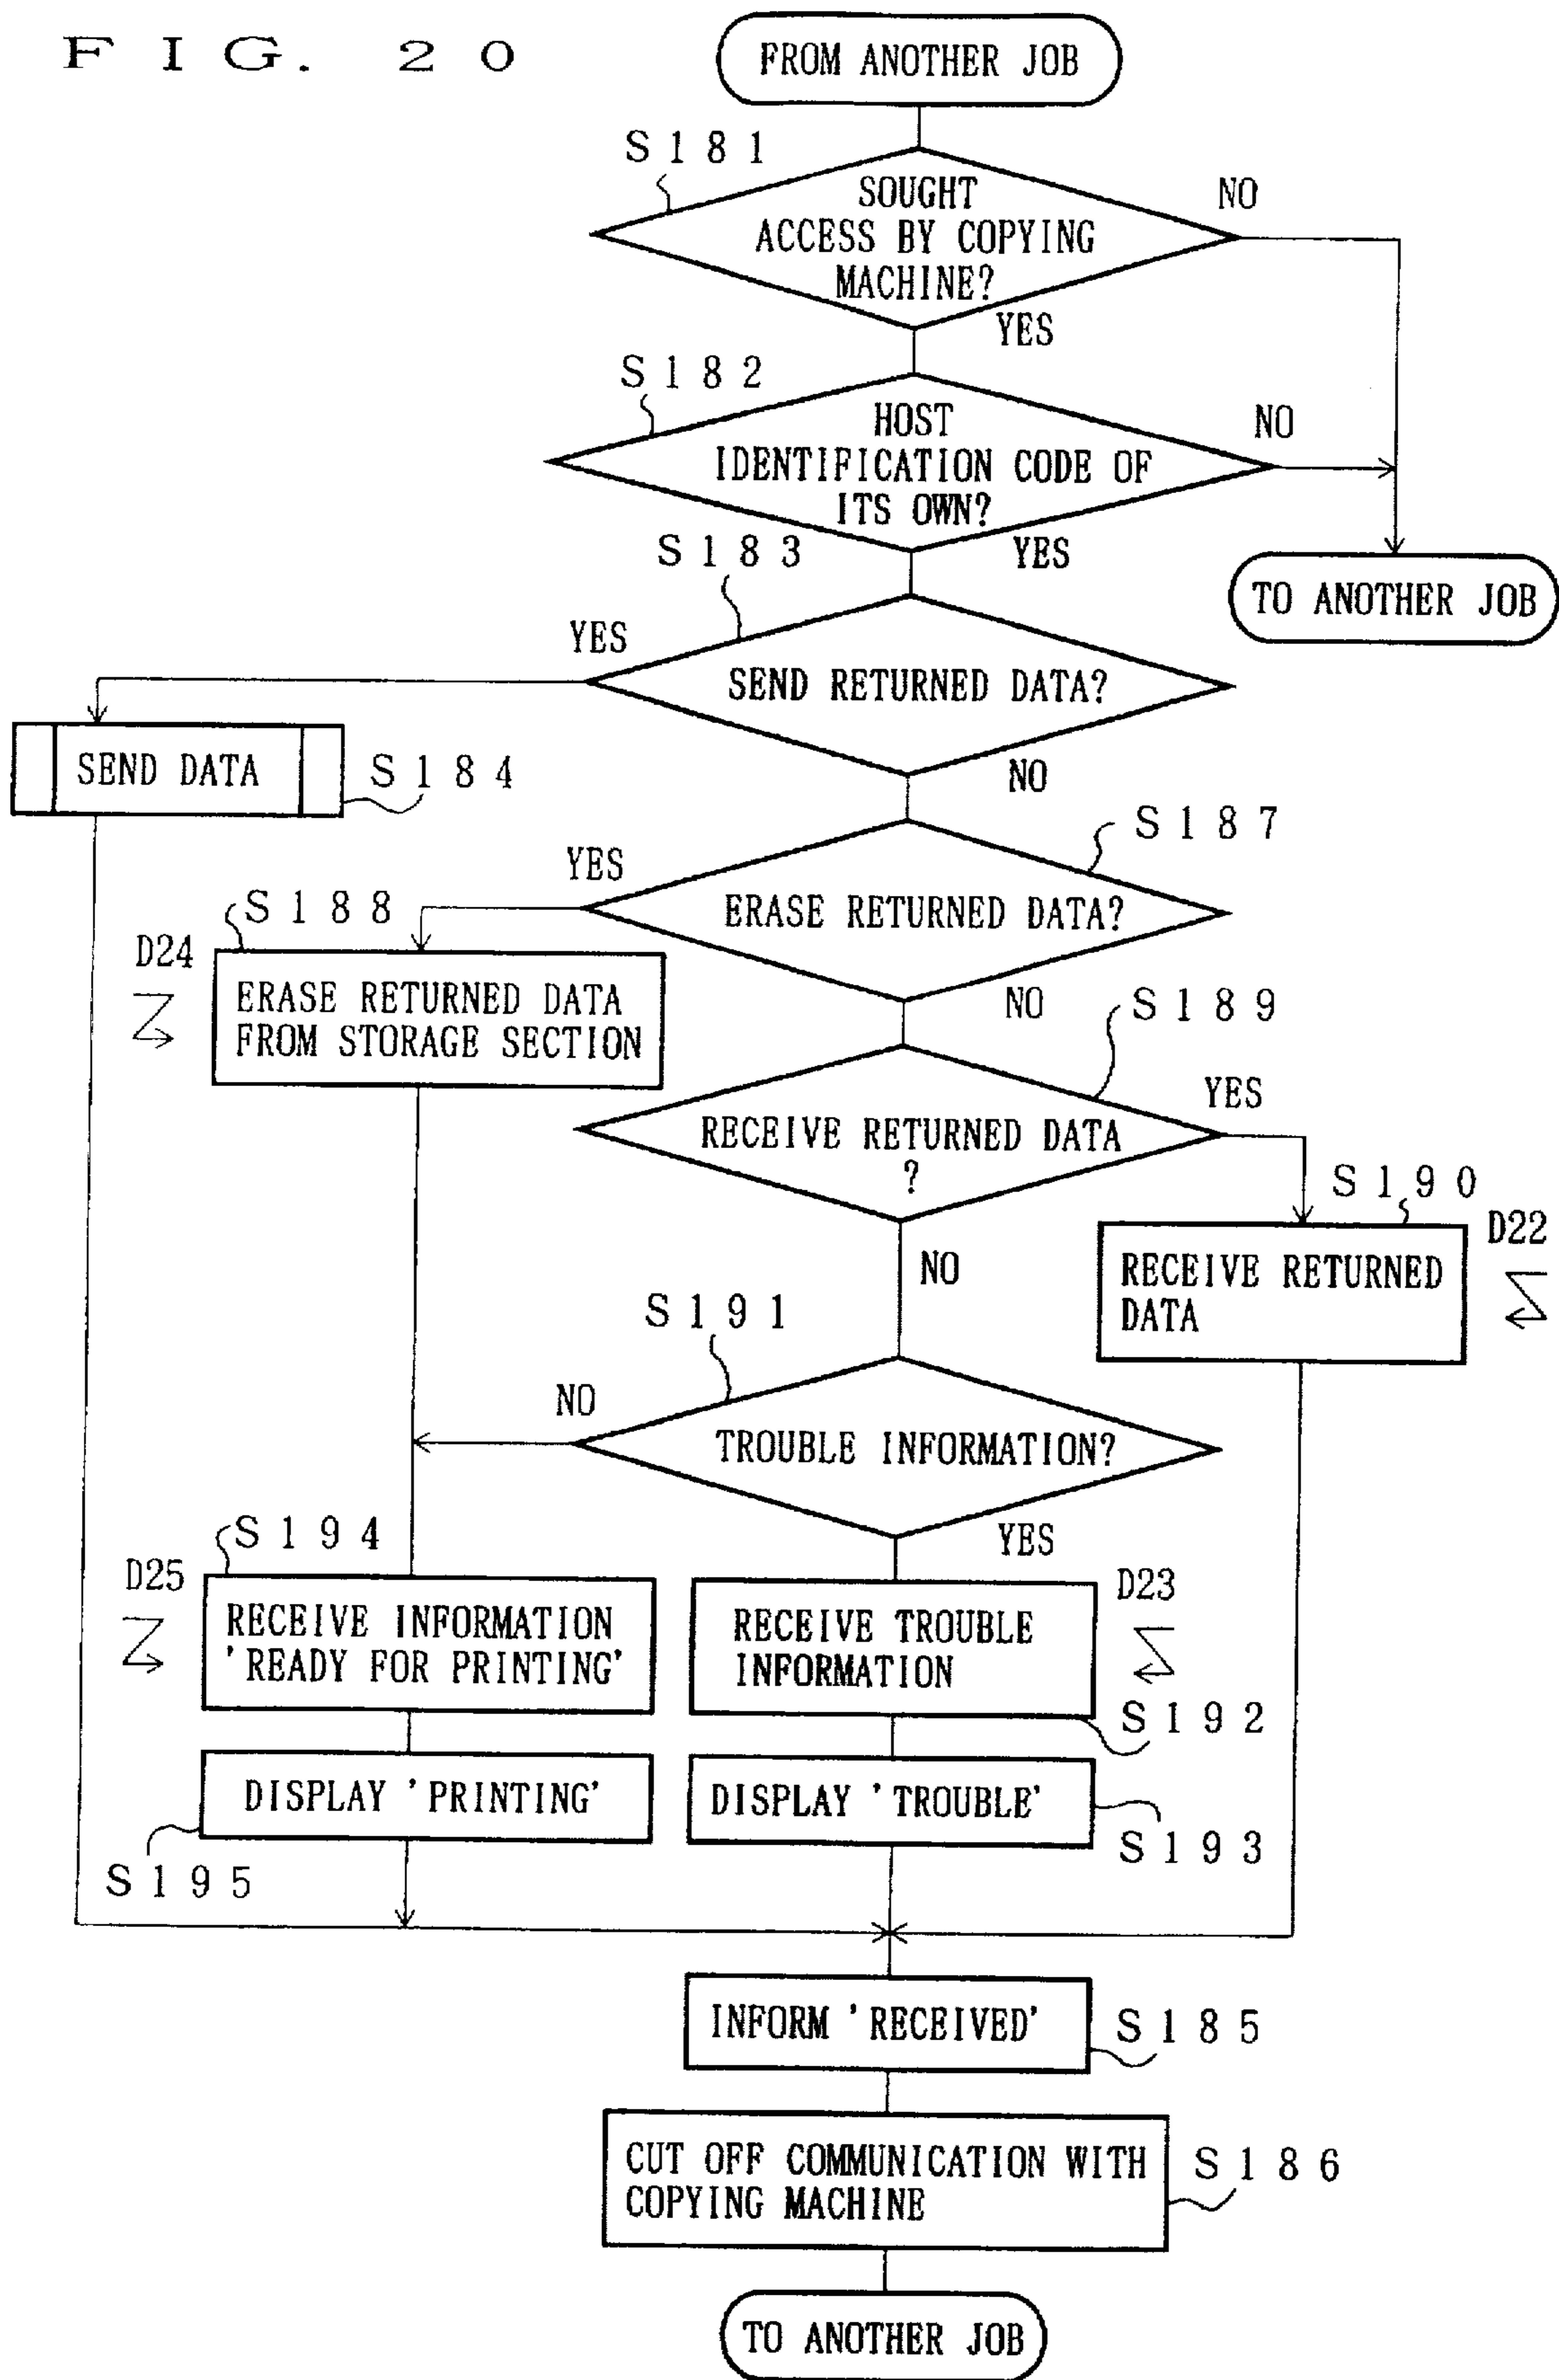 FIG. 20
FROM ANOTHER JOB
S181
SOUGHT
ACCESS BY COPYING
MACHINE?
NO
YES
S182
HOST
IDENTIFICATION CODE OF
ITS OWN?
NO
YES
TO ANOTHER JOB
S183
YES
SEND RETURNED DATA?
NO
SEND DATA
S184
S187
YES
ERASE RETURNED DATA?
NO
S188
D24
ERASE RETURNED DATA
FROM STORAGE SECTION
S189
YES
RECEIVE RETURNED DATA
?
NO
S190
D22
RECEIVE RETURNED
DATA
S191
NO
TROUBLE INFORMATION?
YES
S194
D25
RECEIVE INFORMATION
'READY FOR PRINTING'
D23
RECEIVE TROUBLE
INFORMATION
S192
DISPLAY 'PRINTING'
S195
DISPLAY 'TROUBLE'
S193
INFORM 'RECEIVED'
S185
CUT OFF COMMUNICATION WITH
COPYING MACHINE
S186
TO ANOTHER JOB